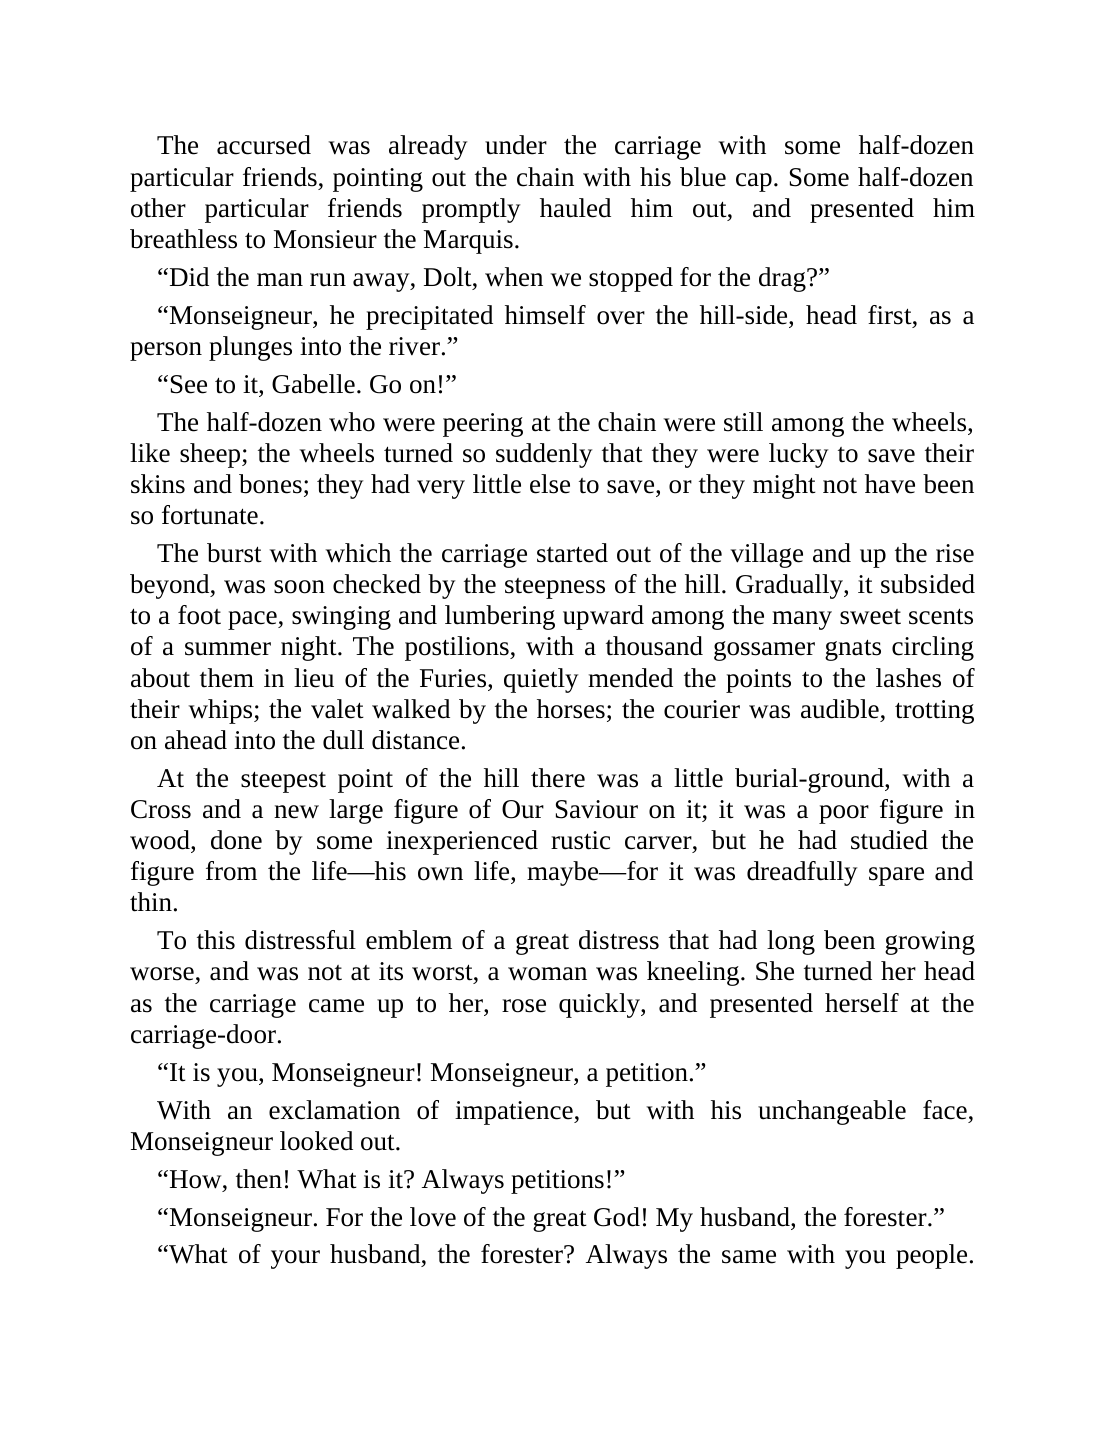 The accursed was already under the carriage with some half-dozen
particular friends, pointing out the chain with his blue cap. Some half-dozen
other particular friends promptly hauled him out, and presented him
breathless to Monsieur the Marquis.
“Did the man run away, Dolt, when we stopped for the drag?”
“Monseigneur, he precipitated himself over the hill-side, head first, as a
person plunges into the river.”
“See to it, Gabelle. Go on!”
The half-dozen who were peering at the chain were still among the wheels,
like sheep; the wheels turned so suddenly that they were lucky to save their
skins and bones; they had very little else to save, or they might not have been
so fortunate.
The burst with which the carriage started out of the village and up the rise
beyond, was soon checked by the steepness of the hill. Gradually, it subsided
to a foot pace, swinging and lumbering upward among the many sweet scents
of a summer night. The postilions, with a thousand gossamer gnats circling
about them in lieu of the Furies, quietly mended the points to the lashes of
their whips; the valet walked by the horses; the courier was audible, trotting
on ahead into the dull distance.
At the steepest point of the hill there was a little burial-ground, with a
Cross and a new large figure of Our Saviour on it; it was a poor figure in
wood, done by some inexperienced rustic carver, but he had studied the
figure from the life—his own life, maybe—for it was dreadfully spare and
thin.
To this distressful emblem of a great distress that had long been growing
worse, and was not at its worst, a woman was kneeling. She turned her head
as the carriage came up to her, rose quickly, and presented herself at the
carriage-door.
“It is you, Monseigneur! Monseigneur, a petition.”
With an exclamation of impatience, but with his unchangeable face,
Monseigneur looked out.
“How, then! What is it? Always petitions!”
“Monseigneur. For the love of the great God! My husband, the forester.”
“What of your husband, the forester? Always the same with you people.